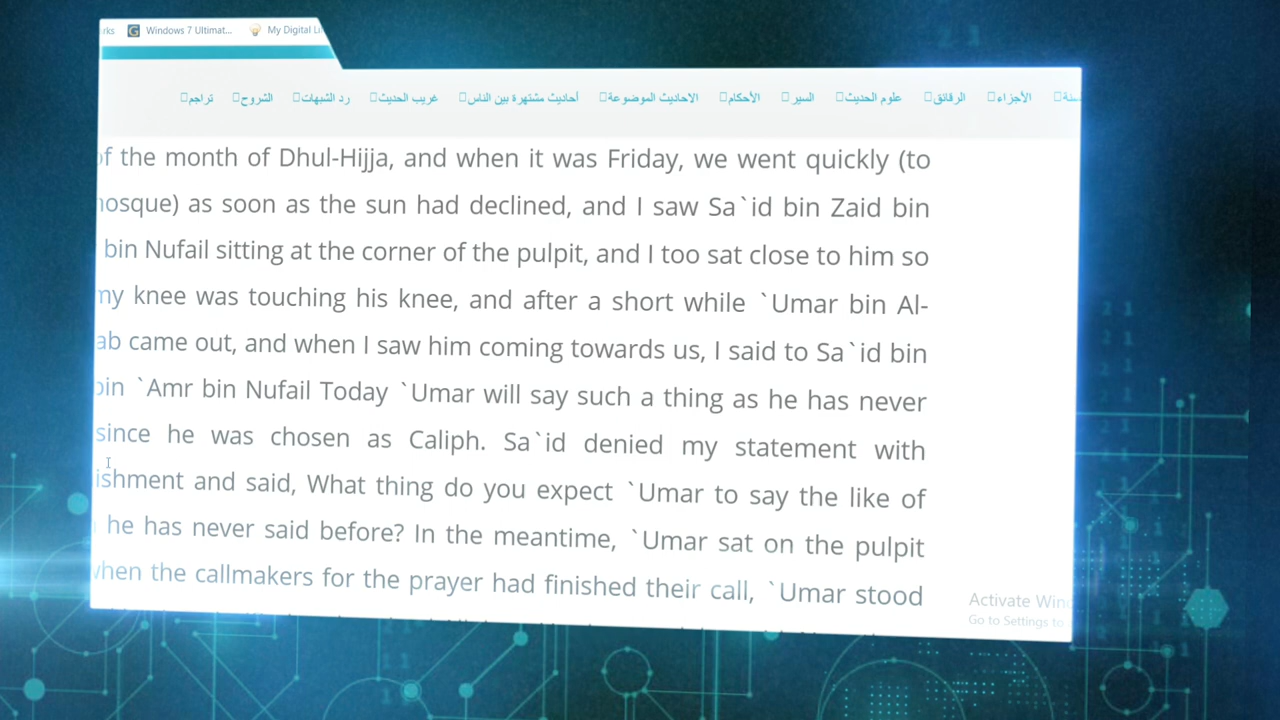 rks Windows 7 Ultimat... My Digital Li
سنة الأجزاء الرقائق علوم الحديث السير الأحكام الاحاديث الموضوعة أحاديث مشتهرة بين الناس غريب الحديث رد الشبهات الشروح تراجم
of the month of Dhul-Hijja, and when it was Friday, we went quickly (to
nosque) as soon as the sun had declined, and I saw Sa`id bin Zaid bin
bin Nufail sitting at the corner of the pulpit, and I too sat close to him so
my knee was touching his knee, and after a short while `Umar bin Al-
ab came out, and when I saw him coming towards us, I said to Sa`id bin
bin `Amr bin Nufail Today `Umar will say such a thing as he has never
since he was chosen as Caliph. Sa`id denied my statement with
ishment and said, What thing do you expect `Umar to say the like of
he has never said before? In the meantime, `Umar sat on the pulpit
when the callmakers for the prayer had finished their call, `Umar stood
Activate Win
Go to Settings to